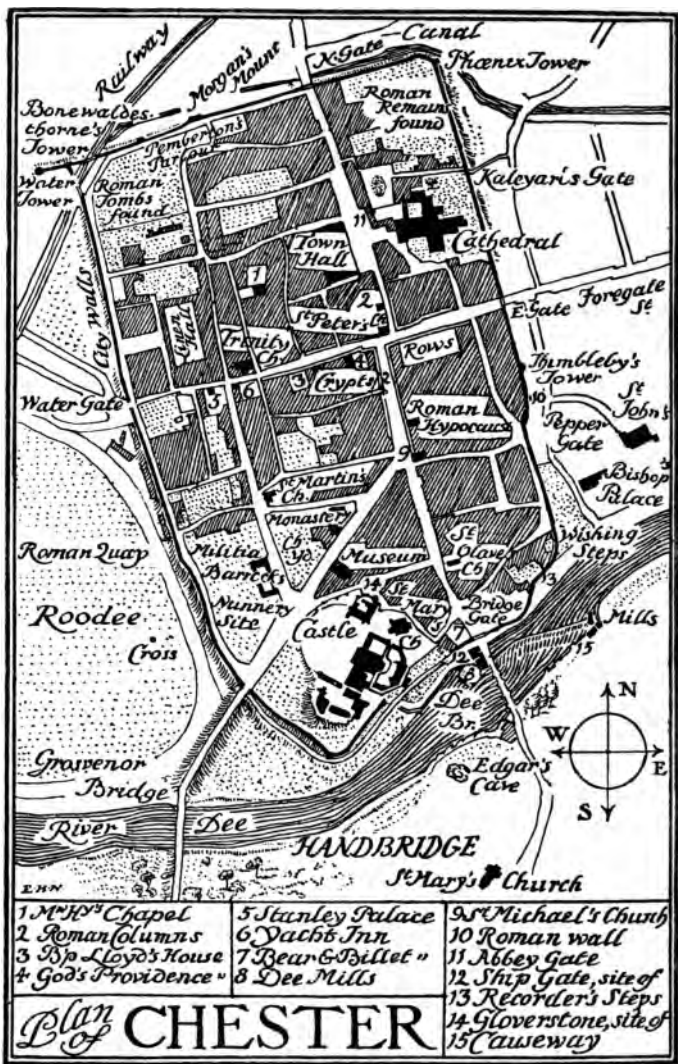 Railway
Morgan's
Mount
N. Gate
Canal
Phœnix Tower
Bonewaldes-
thorne's
Tower
Water
Tower
Pemberton's
Parlour
Roman
Tombs
found
Roman
Remains
found
Kaleyard's Gate
Cathedral
11
Town
Hall
1
2
St Peter's Ch
E. Gate
Foregate
St
City Walls
Linen
Hall
Trinity
Ch
4
Rows
Crypts
2
3
5
6
Thimbleby's
Tower
10
St
John's
Pepper
Gate
Bishop's
Palace
Water Gate
Roman
Hypocaust
9
St Martin's
Ch.
Monastery
Ch Yd
Museum
St
Olave
Ch
Wishing
Steps
13
Roman Quay
Militia
Barracks
Nunnery
Site
14
St
Mary's
Ch
Bridge
Gate
7
Mills
15
Roodee
Cross
Castle
12
8
Dee
Br.
N
W
E
S
Grosvenor
Bridge
Edgar's
Cave
River Dee
HANDBRIDGE
St Mary's Church
E H N
1 Mw Hy's Chapel
2 Roman Columns
3 Bp Lloyd's House
4 God's Providence "
5 Stanley Palace
6 Yacht Inn
7 Bear & Billet "
8 Dee Mills
9 St Michael's Church
10 Roman wall
11 Abbey Gate
12 Ship Gate, site of
13 Recorder's Steps
14 Gloverstone, site of
15 Causeway
Plan of CHESTER